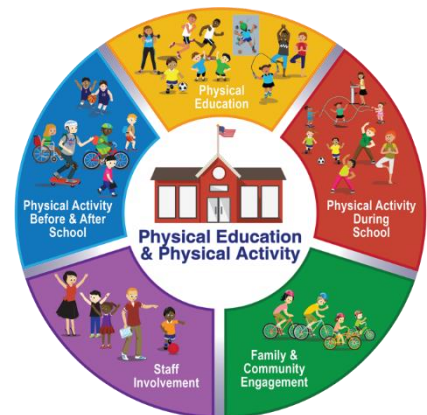 Physical
Education
Physical Activity
Before & After
School
Physical Activity
During
School
Physical Education
& Physical Activity
Staff
Involvement
Family &
Community
Engagement